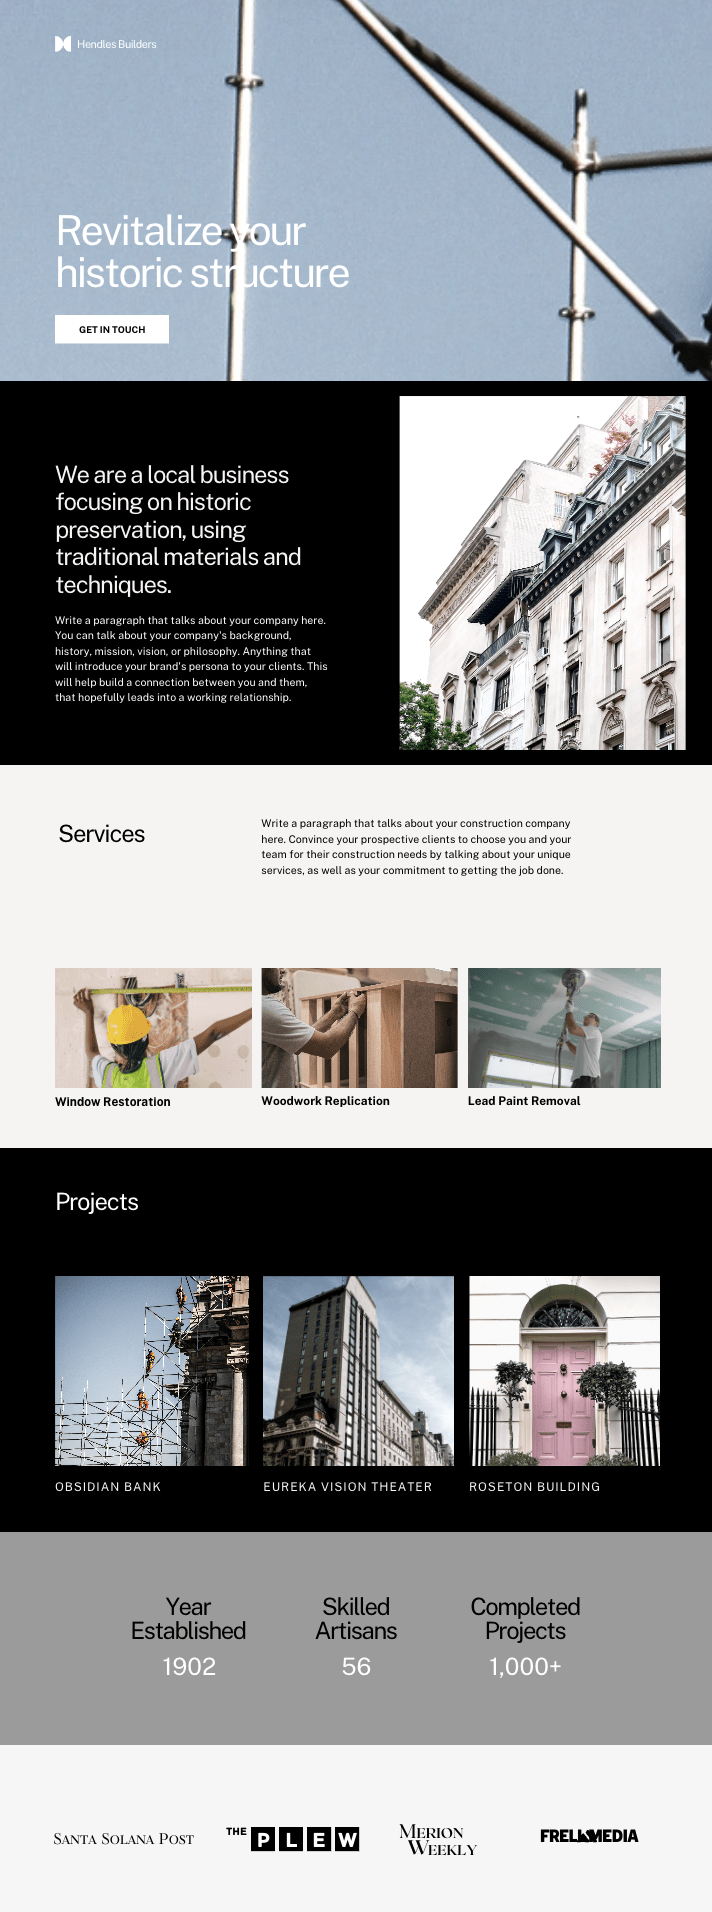 Hendles Builders
Revitalize your
historic structure
GET IN TOUCH
We are a local business
focusing on historic
preservation, using
traditional materials and
techniques.
Write a paragraph that talks about your company here.
You can talk about your company's background,
history, mission, vision, or philosophy. Anything that
will introduce your brand's persona to your clients. This
will help build a connection between you and them,
that hopefully leads into a working relationship.
Services
Write a paragraph that talks about your construction company
here. Convince your prospective clients to choose you and your
team for their construction needs by talking about your unique
services, as well as your commitment to getting the job done.
Window Restoration
Woodwork Replication
Lead Paint Removal
Projects
OBSIDIAN BANK
EUREKA VISION THEATER
ROSETON BUILDING
Year
Established
1902
Skilled
Artisans
56
Completed
Projects
1,000+
SANTA SOLANA POST
THE PLEW
MERION
WEEKLY
FRELL MEDIA